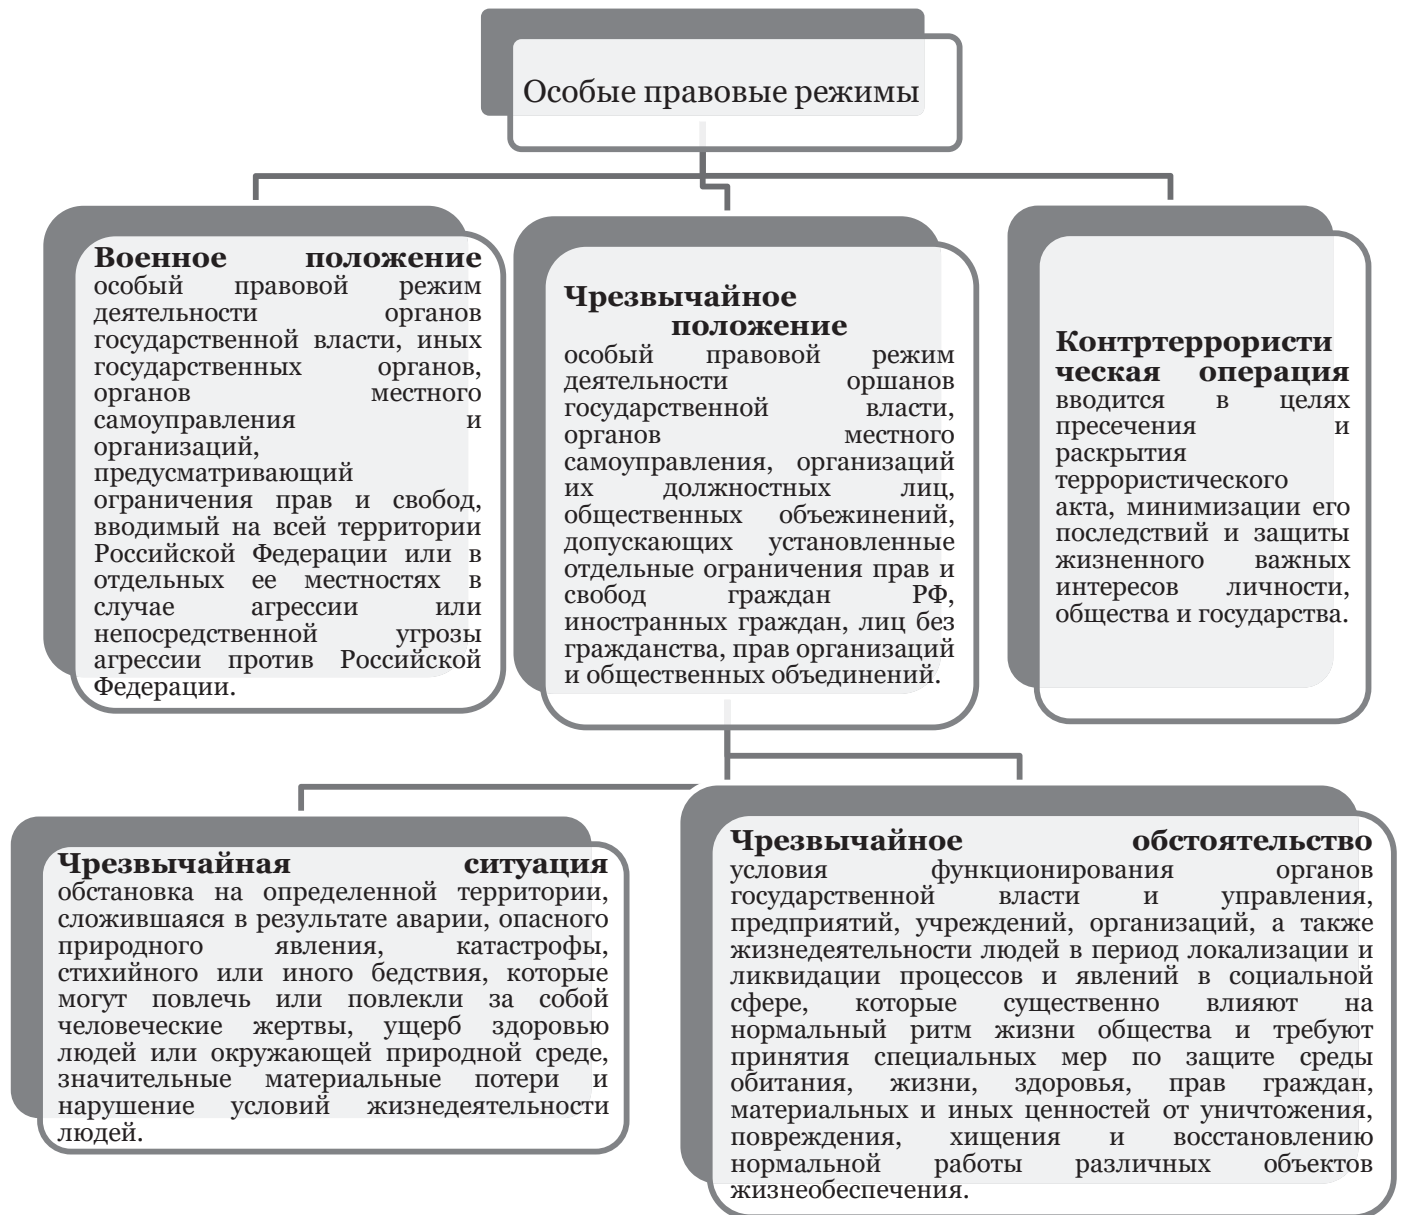 Особые правовые режимы
Военное положение
особый правовой режим
деятельности органов
государственной власти, иных
государственных органов,
органов местного
самоуправления и
организаций,
предусматривающий
ограничения прав и свобод,
вводимый на всей территории
Российской Федерации или в
отдельных ее местностях в
случае агрессии или
непосредственной угрозы
агрессии против Российской
Федерации.
Чрезвычайное
положение
особый правовой режим
деятельности оршанов
государственной власти,
органов местного
самоуправления, организаций
их должностных лиц,
общественных объежинений,
допускающих установленные
отдельные ограничения прав и
свобод граждан РФ,
иностранных граждан, лиц без
гражданства, прав организаций
и общественных объединений.
Контртеррористи
ческая операция
вводится в целях
пресечения и
раскрытия
террористического
акта, минимизации его
последствий и защиты
жизненного важных
интересов личности,
общества и государства.
Чрезвычайная ситуация
обстановка на определенной территории,
сложившаяся в результате аварии, опасного
природного явления, катастрофы,
стихийного или иного бедствия, которые
могут повлечь или повлекли за собой
человеческие жертвы, ущерб здоровью
людей или окружающей природной среде,
значительные материальные потери и
нарушение условий жизнедеятельности
людей.
Чрезвычайное обстоятельство
условия функционирования органов
государственной власти и управления,
предприятий, учреждений, организаций, а также
жизнедеятельности людей в период локализации и
ликвидации процессов и явлений в социальной
сфере, которые существенно влияют на
нормальный ритм жизни общества и требуют
принятия специальных мер по защите среды
обитания, жизни, здоровья, прав граждан,
материальных и иных ценностей от уничтожения,
повреждения, хищения и восстановлению
нормальной работы различных объектов
жизнеобеспечения.